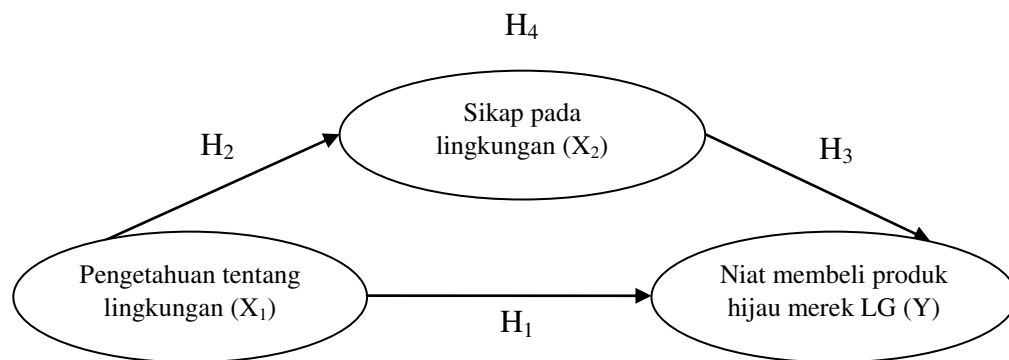 H₄
Sikap pada
lingkungan (X₂)
H₂
H₃
Pengetahuan tentang
lingkungan (X₁)
Niat membeli produk
hijau merek LG (Y)
H₁